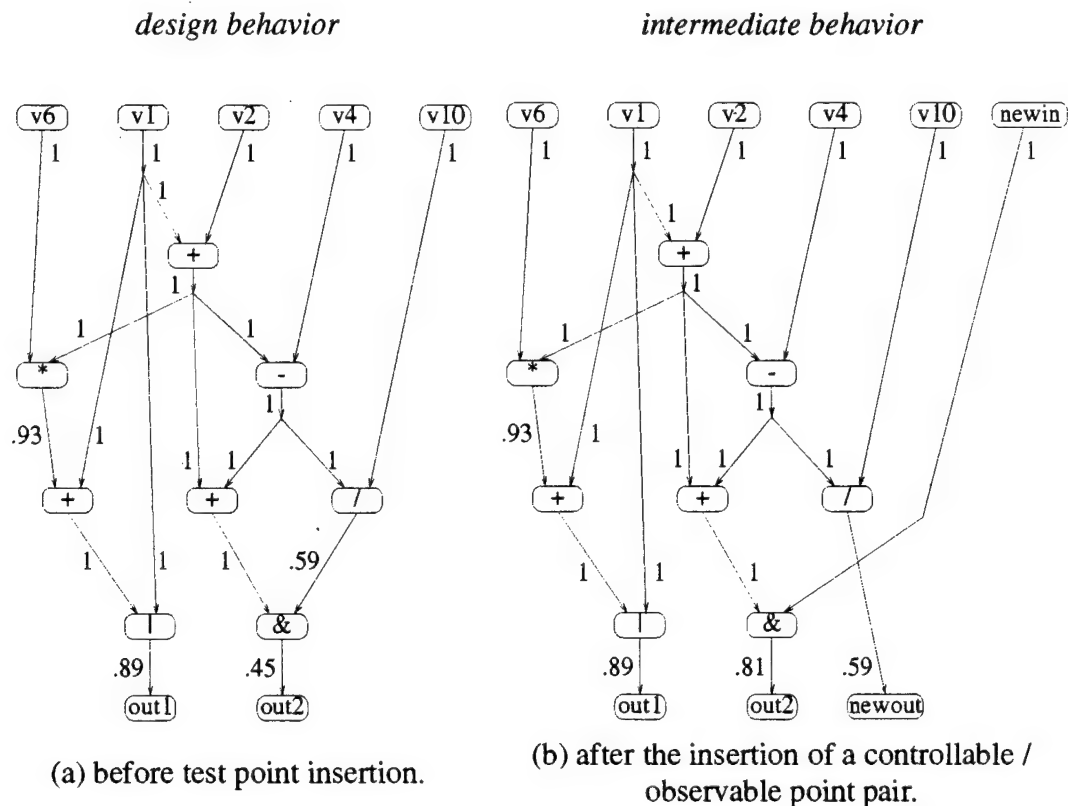 design behavior
intermediate behavior
v6 v1 v2 v4 v10
v6 v1 v2 v4 v10 newin
1 1 1 1 1
1 1 1 1 1 1
1
1
+
+
1
1
1 1
1 1
* -
* -
1
1
.93 1 1 1 1
.93 1 1 1 1
+ + /
+ + /
1 1 1 .59
1 1 1
| &
| &
.89 .45
.89 .81 .59
out1 out2
out1 out2 newout
(a) before test point insertion.
(b) after the insertion of a controllable /
observable point pair.